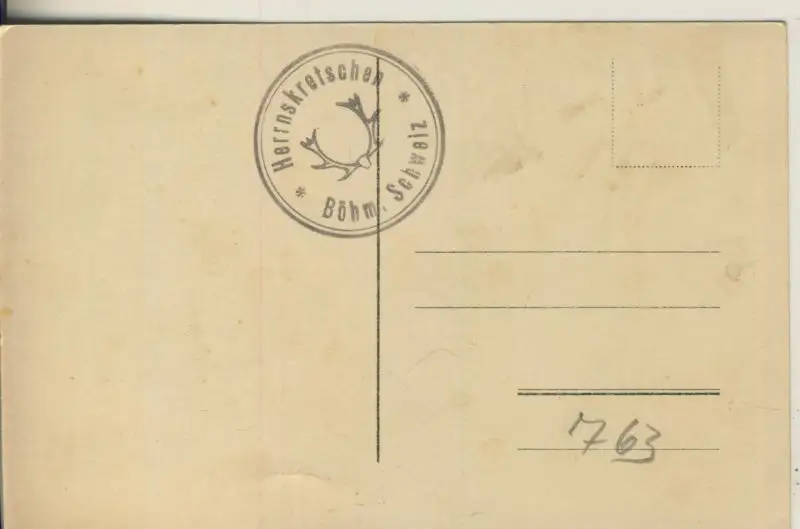 Herrnskretschen
* Böhm. Schweiz *
763